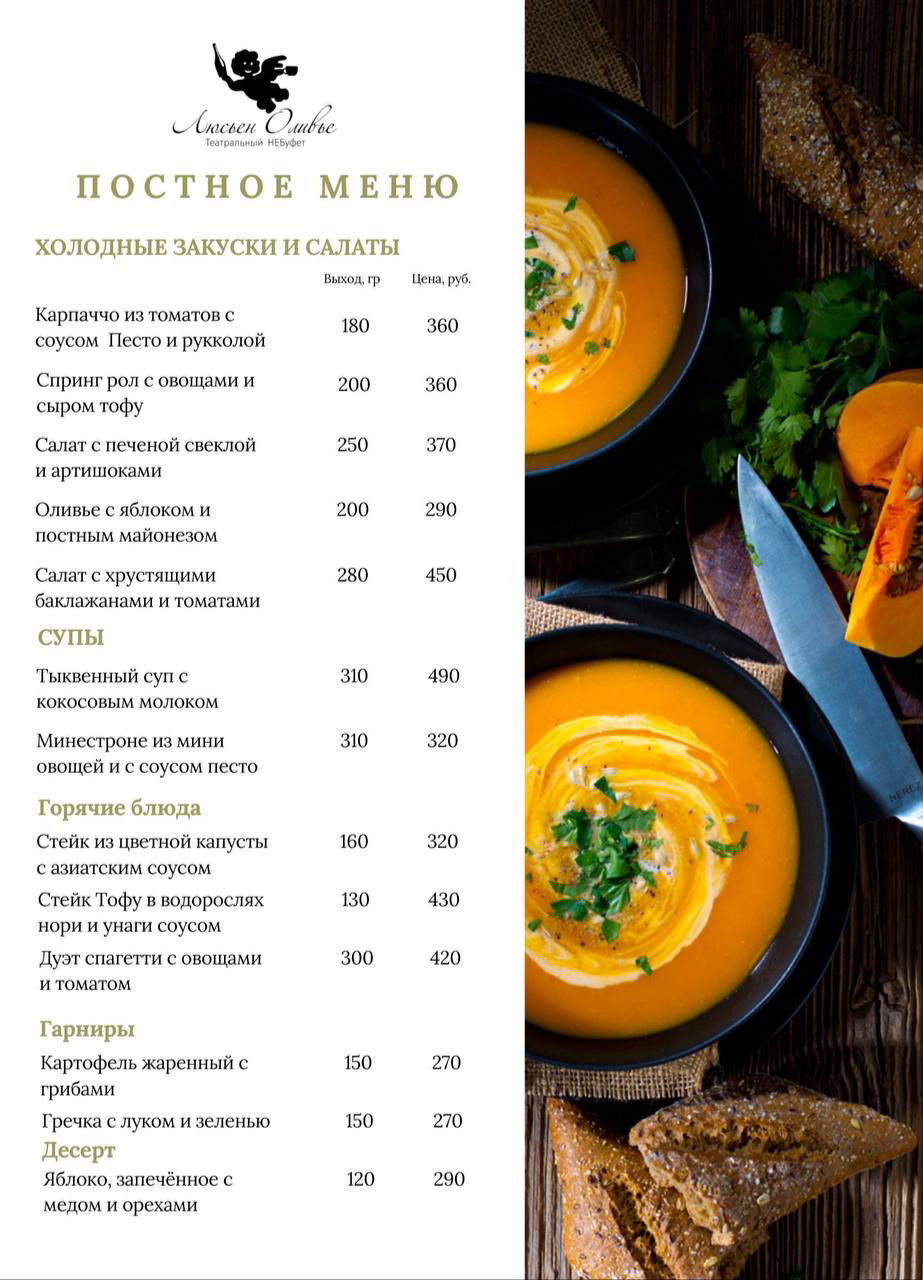 Люсьен Оливье
Театральный НЕБуфет
ПОСТНОЕ МЕНЮ
ХОЛОДНЫЕ ЗАКУСКИ И САЛАТЫ
Выход, гр Цена, руб.
Карпаччо из томатов с
соусом Песто и рукколой
180 360
Спринг рол с овощами и
сыром тофу
200 360
Салат с печеной свеклой
и артишоками
250 370
Оливье с яблоком и
постным майонезом
200 290
Салат с хрустящими
баклажанами и томатами
280 450
СУПЫ
Тыквенный суп с
кокосовым молоком
310 490
Минестроне из мини
овощей и с соусом песто
310 320
Горячие блюда
Стейк из цветной капусты
с азиатским соусом
160 320
Стейк Тофу в водорослях
нори и унаги соусом
130 430
Дуэт спагетти с овощами
и томатом
300 420
Гарниры
Картофель жаренный с
грибами
150 270
Гречка с луком и зеленью 150 270
Десерт
Яблоко, запечённое с
медом и орехами
120 290